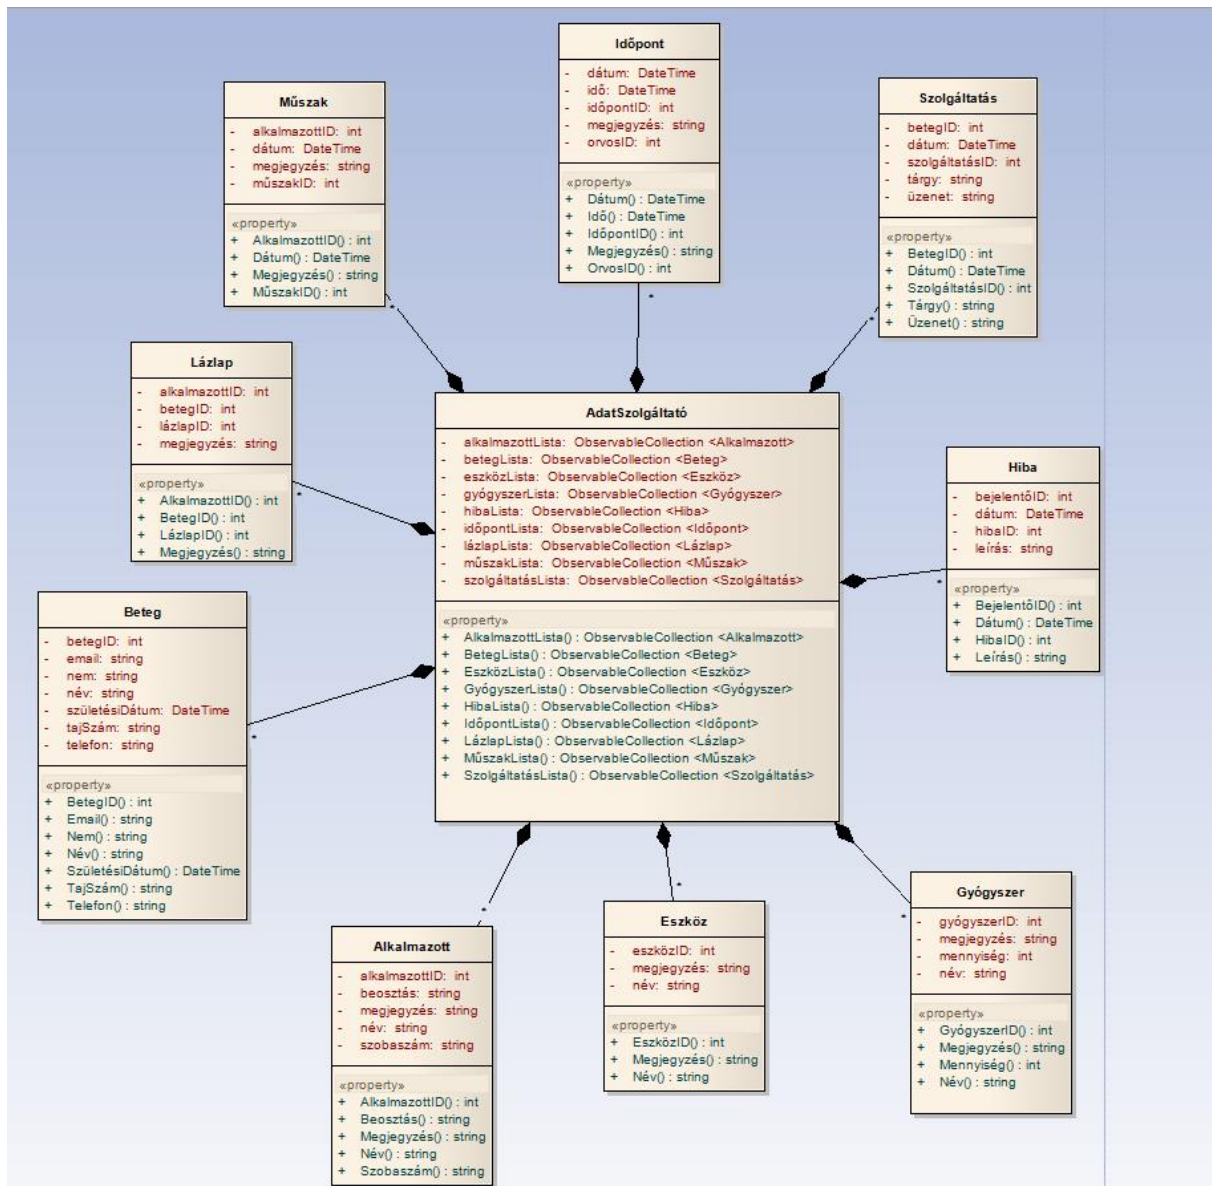 Időpont
- dátum: DateTime
- idő: DateTime
- időpontID: int
- megjegyzés: string
- orvosID: int
«property»
+ Dátum() : DateTime
+ Idő() : DateTime
+ IdőpontID() : int
+ Megjegyzés() : string
+ OrvosID() : int
*
Műszak
- alkalmazottID: int
- dátum: DateTime
- megjegyzés: string
- műszakID: int
«property»
+ AlkalmazottID() : int
+ Dátum() : DateTime
+ Megjegyzés() : string
+ MűszakID() : int
*
Szolgáltatás
- betegID: int
- dátum: DateTime
- szolgáltatásID: int
- tárgy: string
- üzenet: string
«property»
+ BetegID() : int
+ Dátum() : DateTime
+ SzolgáltatásID() : int
+ Tárgy() : string
+ Üzenet() : string
*
Lázlap
- alkalmazottID: int
- betegID: int
- lázlapID: int
- megjegyzés: string
«property»
+ AlkalmazottID() : int
+ BetegID() : int
+ LázlapID() : int
+ Megjegyzés() : string
*
AdatSzolgáltató
- alkalmazottLista: ObservableCollection <Alkalmazott>
- betegLista: ObservableCollection <Beteg>
- eszközLista: ObservableCollection <Eszköz>
- gyógyszerLista: ObservableCollection <Gyógyszer>
- hibaLista: ObservableCollection <Hiba>
- időpontLista: ObservableCollection <Időpont>
- lázlapLista: ObservableCollection <Lázlap>
- műszakLista: ObservableCollection <Műszak>
- szolgáltatásLista: ObservableCollection <Szolgáltatás>
«property»
+ AlkalmazottLista() : ObservableCollection <Alkalmazott>
+ BetegLista() : ObservableCollection <Beteg>
+ EszközLista() : ObservableCollection <Eszköz>
+ GyógyszerLista() : ObservableCollection <Gyógyszer>
+ HibaLista() : ObservableCollection <Hiba>
+ IdőpontLista() : ObservableCollection <Időpont>
+ LázlapLista() : ObservableCollection <Lázlap>
+ MűszakLista() : ObservableCollection <Műszak>
+ SzolgáltatásLista() : ObservableCollection <Szolgáltatás>
Hiba
- bejelentőID: int
- dátum: DateTime
- hibaID: int
- leírás: string
«property»
+ BejelentőID() : int
+ Dátum() : DateTime
+ HibaID() : int
+ Leírás() : string
*
Beteg
- betegID: int
- email: string
- nem: string
- név: string
- születésiDátum: DateTime
- tajSzám: string
- telefon: string
«property»
+ BetegID() : int
+ Email() : string
+ Nem() : string
+ Név() : string
+ SzületésiDátum() : DateTime
+ TajSzám() : string
+ Telefon() : string
*
Alkalmazott
- alkalmazottID: int
- beosztás: string
- megjegyzés: string
- név: string
- szobaszám: string
«property»
+ AlkalmazottID() : int
+ Beosztás() : string
+ Megjegyzés() : string
+ Név() : string
+ Szobaszám() : string
*
Eszköz
- eszközID: int
- megjegyzés: string
- név: string
«property»
+ EszközID() : int
+ Megjegyzés() : string
+ Név() : string
*
Gyógyszer
- gyógyszerID: int
- megjegyzés: string
- mennyiség: int
- név: string
«property»
+ GyógyszerID() : int
+ Megjegyzés() : string
+ Mennyiség() : int
+ Név() : string
*